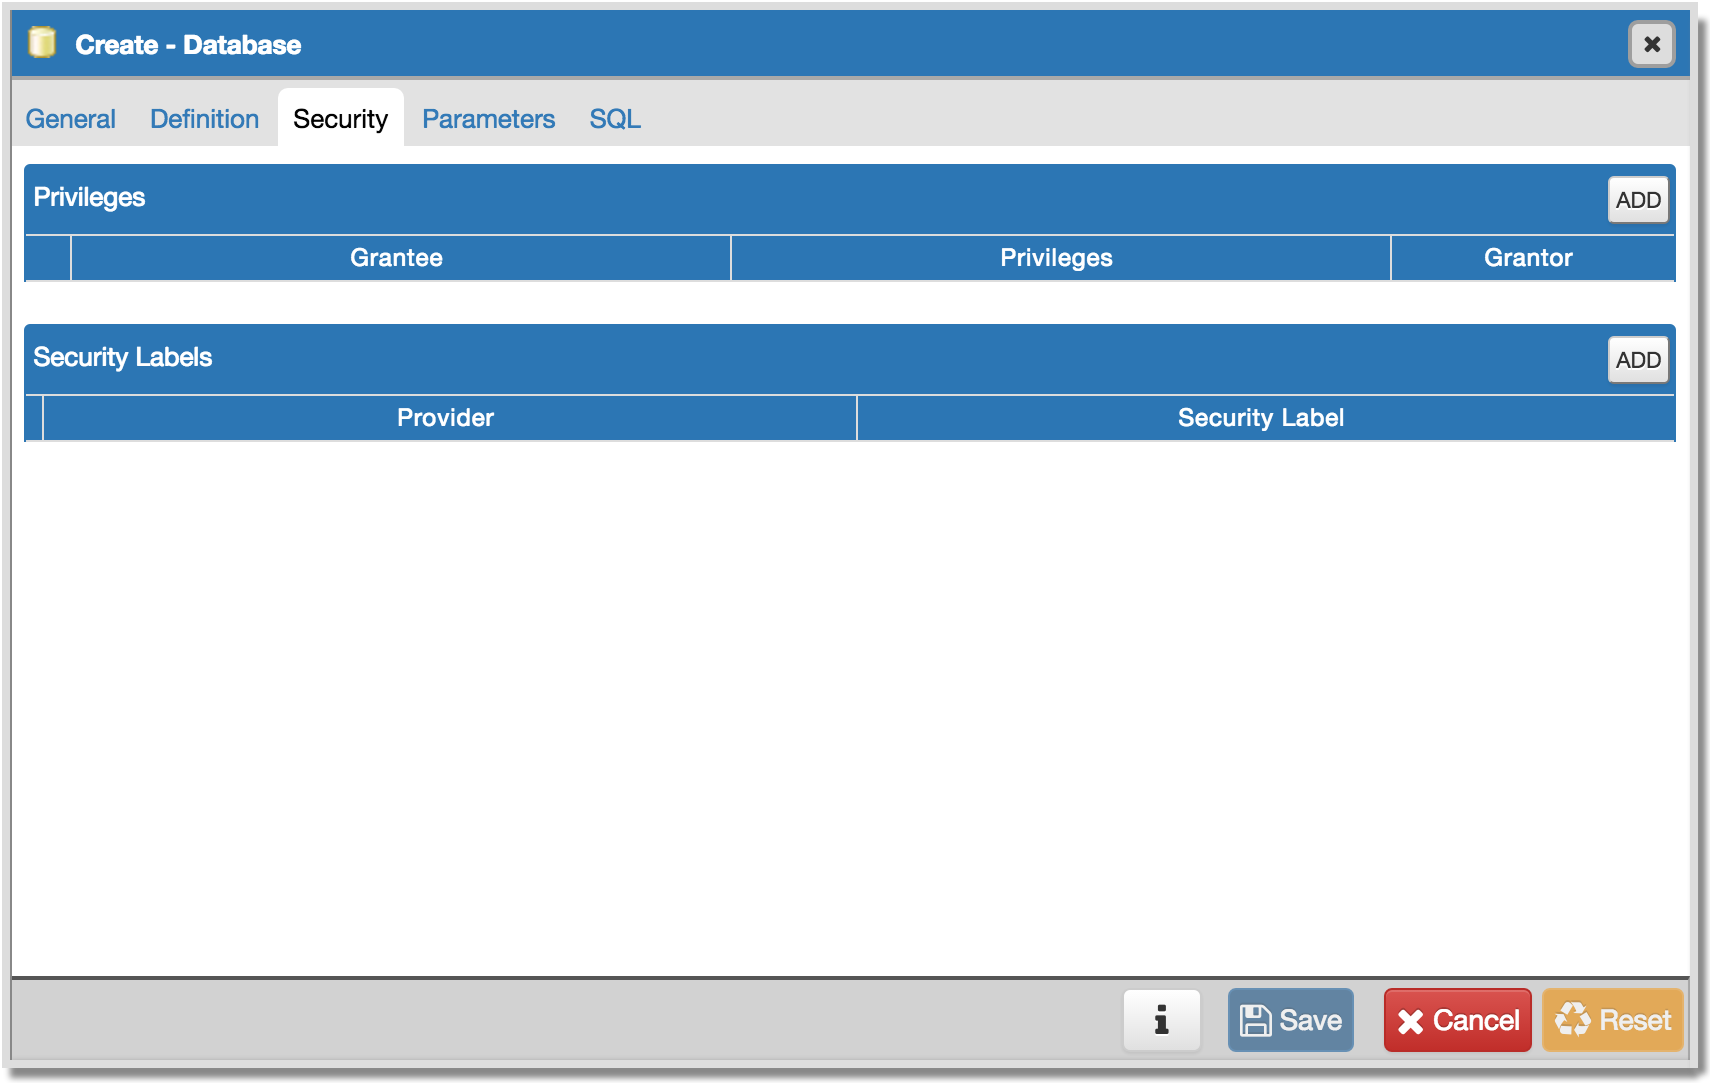 Create - Database
General Definition Security Parameters SQL
Privileges ADD
Grantee Privileges Grantor
Security Labels ADD
Provider Security Label
Save Cancel Reset